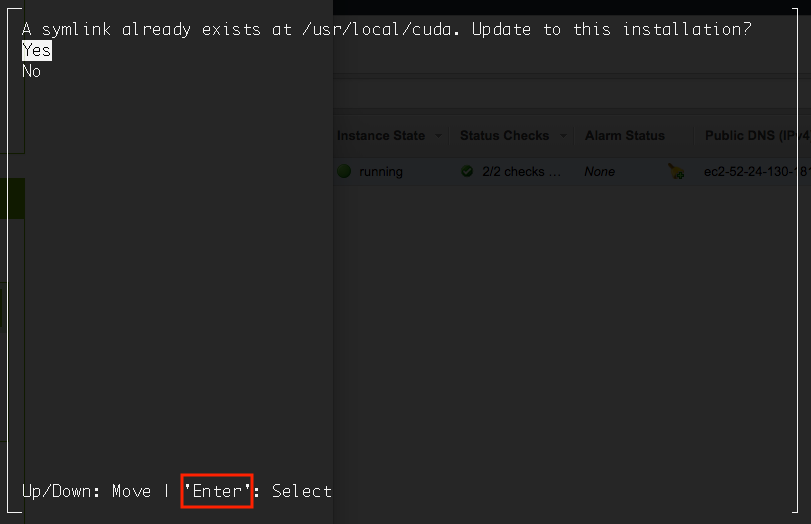 A symlink already exists at /usr/local/cuda. Update to this installation?
Yes
No
Instance State Status Checks Alarm Status Public DNS (IPv4
running 2/2 checks ... None ec2-52-24-130-181
Up/Down: Move | 'Enter': Select